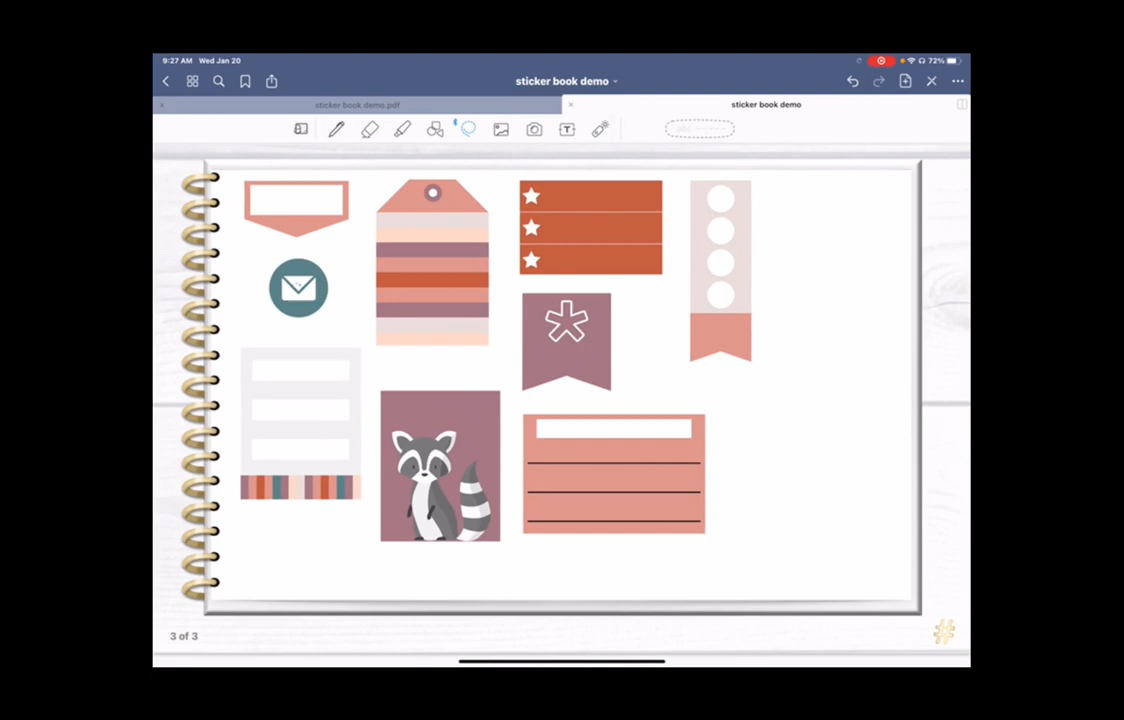 9:27 AM Wed Jan 20
72%
sticker book demo
sticker book demo.pdf
sticker book demo
T
3 of 3
#